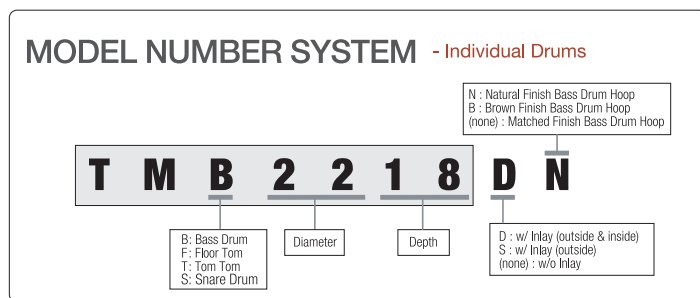 MODEL NUMBER SYSTEM - Individual Drums
N : Natural Finish Bass Drum Hoop
B : Brown Finish Bass Drum Hoop
(none) : Matched Finish Bass Drum Hoop
T M B 2 2 1 8 D N
B: Bass Drum
F: Floor Tom
T: Tom Tom
S: Snare Drum
Diameter
Depth
D : w/ Inlay (outside & inside)
S : w/ Inlay (outside)
(none) : w/o Inlay